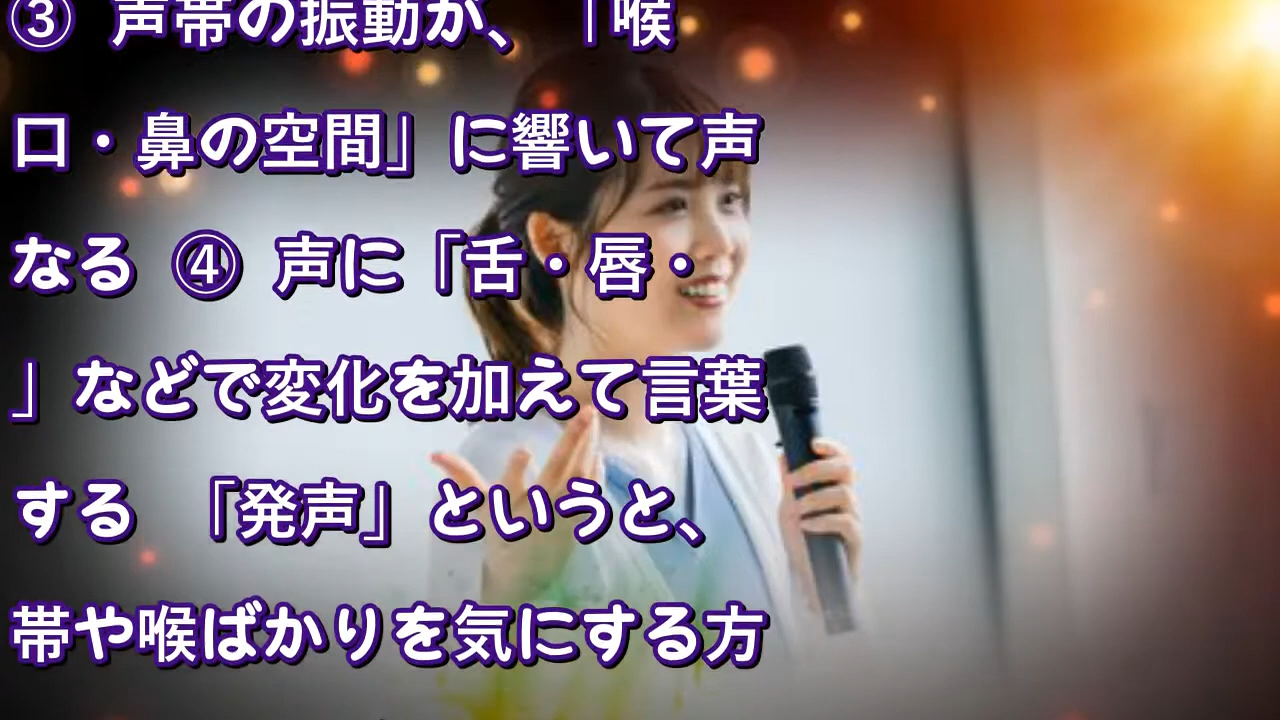 ③ 声帯の振動が、「喉
口・鼻の空間」に響いて声
なる ④ 声に「舌・唇・
」などで変化を加えて言葉
する 「発声」というと、
帯や喉ばかりを気にする方